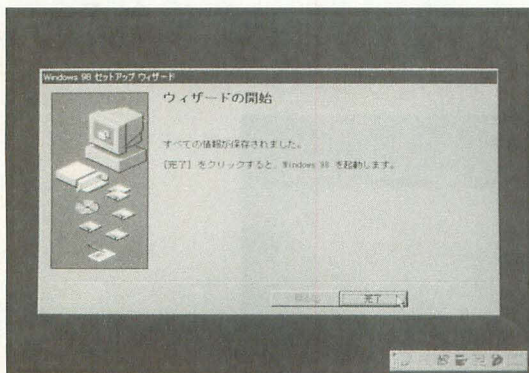 Windows 98 セットアップ ウィザード
ウィザードの開始
すべての情報が保存されました。
[完了] をクリックすると、Windows 98 を起動します。
完了